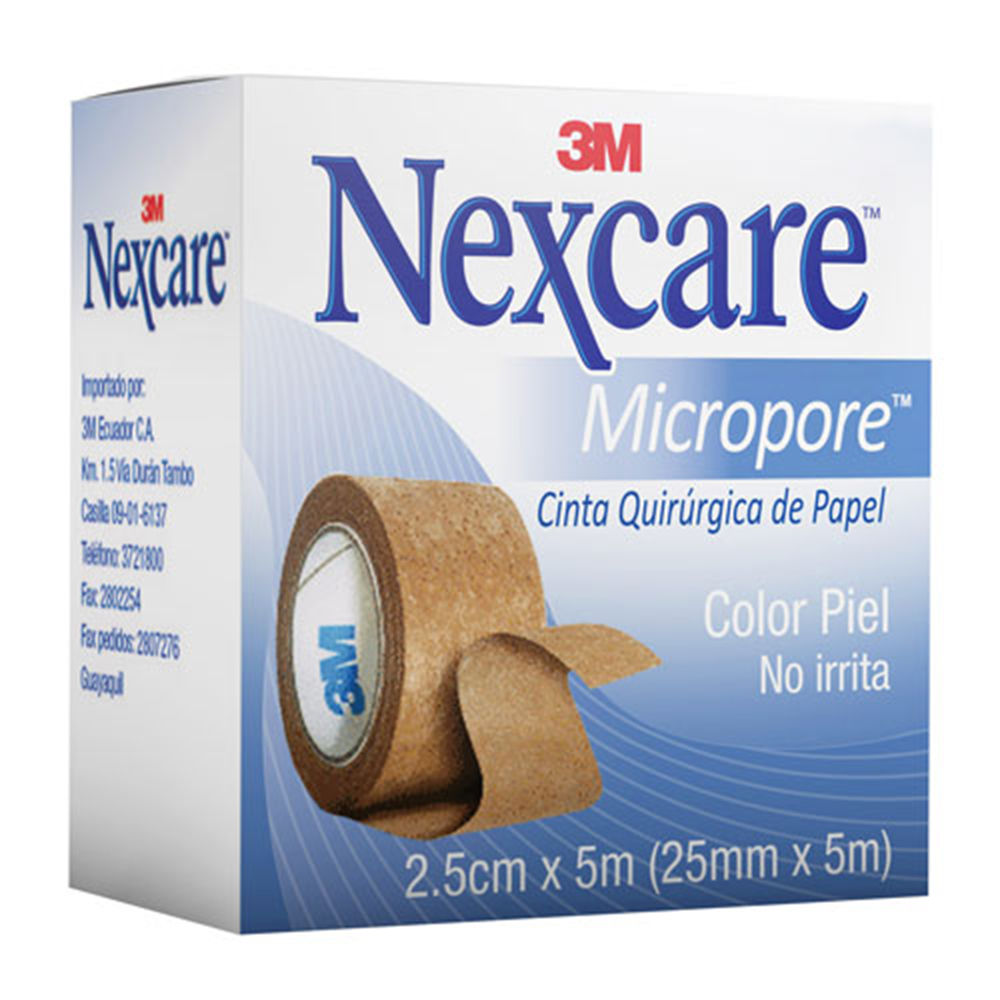 3M
Nexcare™
Micropore™
Cinta Quirúrgica de Papel
Color Piel
No irrita
3M
2.5cm x 5m (25mm x 5m)
3M
Nexcare™
Importado por:
3M Ecuador C.A.
Km. 1.5 Vía Durán Tambo
Casilla 09-01-6137
Teléfono: 3721800
Fax: 2802254
Fax pedidos: 2807276
Guayaquil